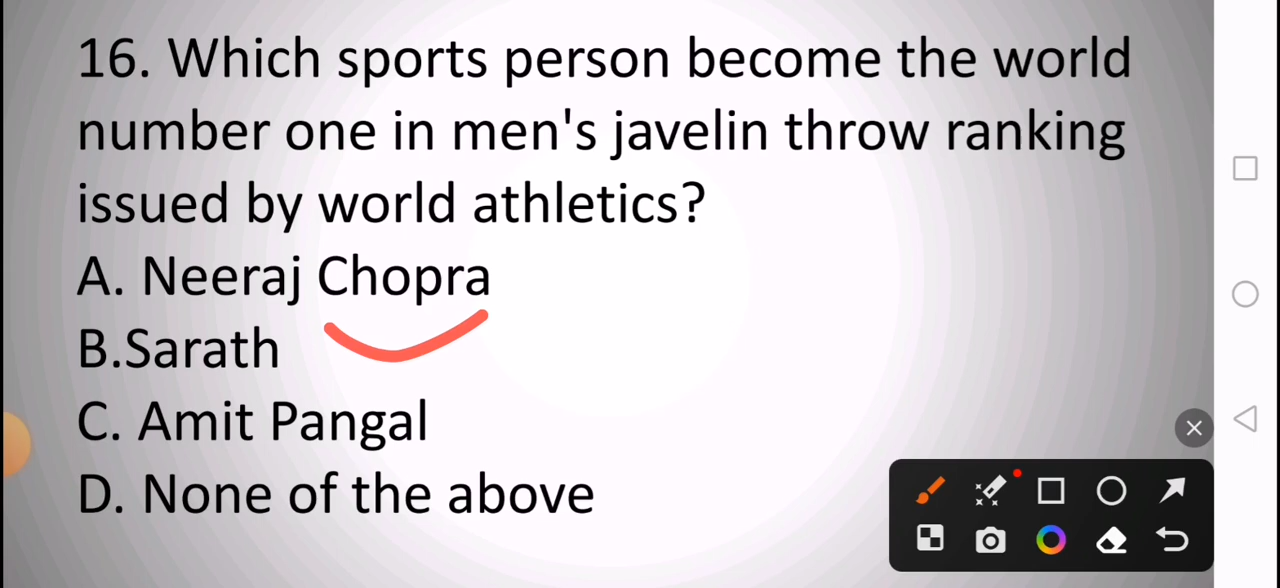 16. Which sports person become the world
number one in men's javelin throw ranking
issued by world athletics?
A. Neeraj Chopra
B.Sarath
C. Amit Pangal
D. None of the above